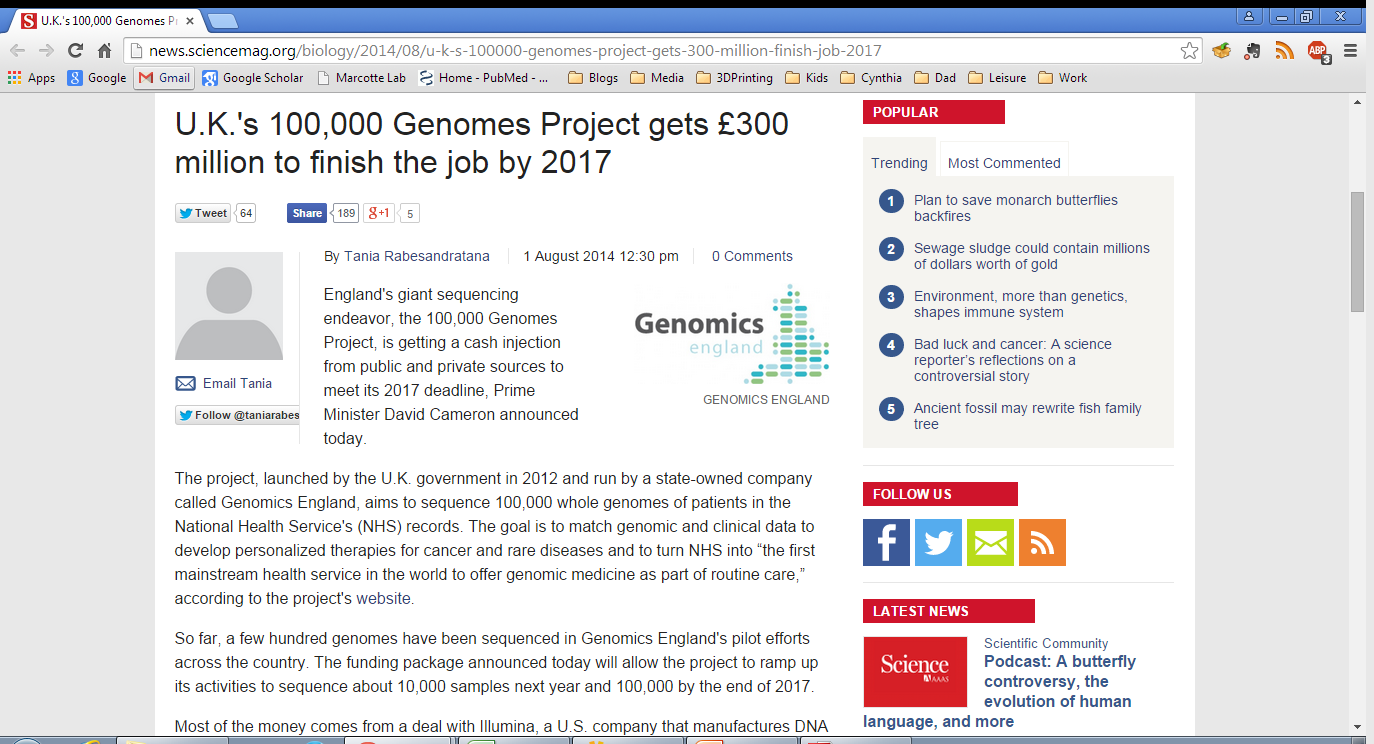 U.K.'s 100,000 Genomes P
news.sciencemag.org/biology/2014/08/u-k-s-100000-genomes-project-gets-300-million-finish-job-2017
ABP
3
Apps Google Gmail Google Scholar Marcotte Lab Home - PubMed - ... Blogs Media 3DPrinting Kids Cynthia Dad Leisure Work
U.K.'s 100,000 Genomes Project gets £300
million to finish the job by 2017
Tweet 64 Share 189 g+1 5
By Tania Rabesandratana 1 August 2014 12:30 pm 0 Comments
Email Tania
Follow @taniarabes
England's giant sequencing
endeavor, the 100,000 Genomes
Project, is getting a cash injection
from public and private sources to
meet its 2017 deadline, Prime
Minister David Cameron announced
today.
Genomics
england
GENOMICS ENGLAND
The project, launched by the U.K. government in 2012 and run by a state-owned company
called Genomics England, aims to sequence 100,000 whole genomes of patients in the
National Health Service's (NHS) records. The goal is to match genomic and clinical data to
develop personalized therapies for cancer and rare diseases and to turn NHS into “the first
mainstream health service in the world to offer genomic medicine as part of routine care,”
according to the project's website.
So far, a few hundred genomes have been sequenced in Genomics England's pilot efforts
across the country. The funding package announced today will allow the project to ramp up
its activities to sequence about 10,000 samples next year and 100,000 by the end of 2017.
Most of the money comes from a deal with Illumina, a U.S. company that manufactures DNA
POPULAR
Trending Most Commented
1 Plan to save monarch butterflies
backfires
2 Sewage sludge could contain millions
of dollars worth of gold
3 Environment, more than genetics,
shapes immune system
4 Bad luck and cancer: A science
reporter’s reflections on a
controversial story
5 Ancient fossil may rewrite fish family
tree
FOLLOW US
LATEST NEWS
Science
AAAS
Scientific Community
Podcast: A butterfly
controversy, the
evolution of human
language, and more